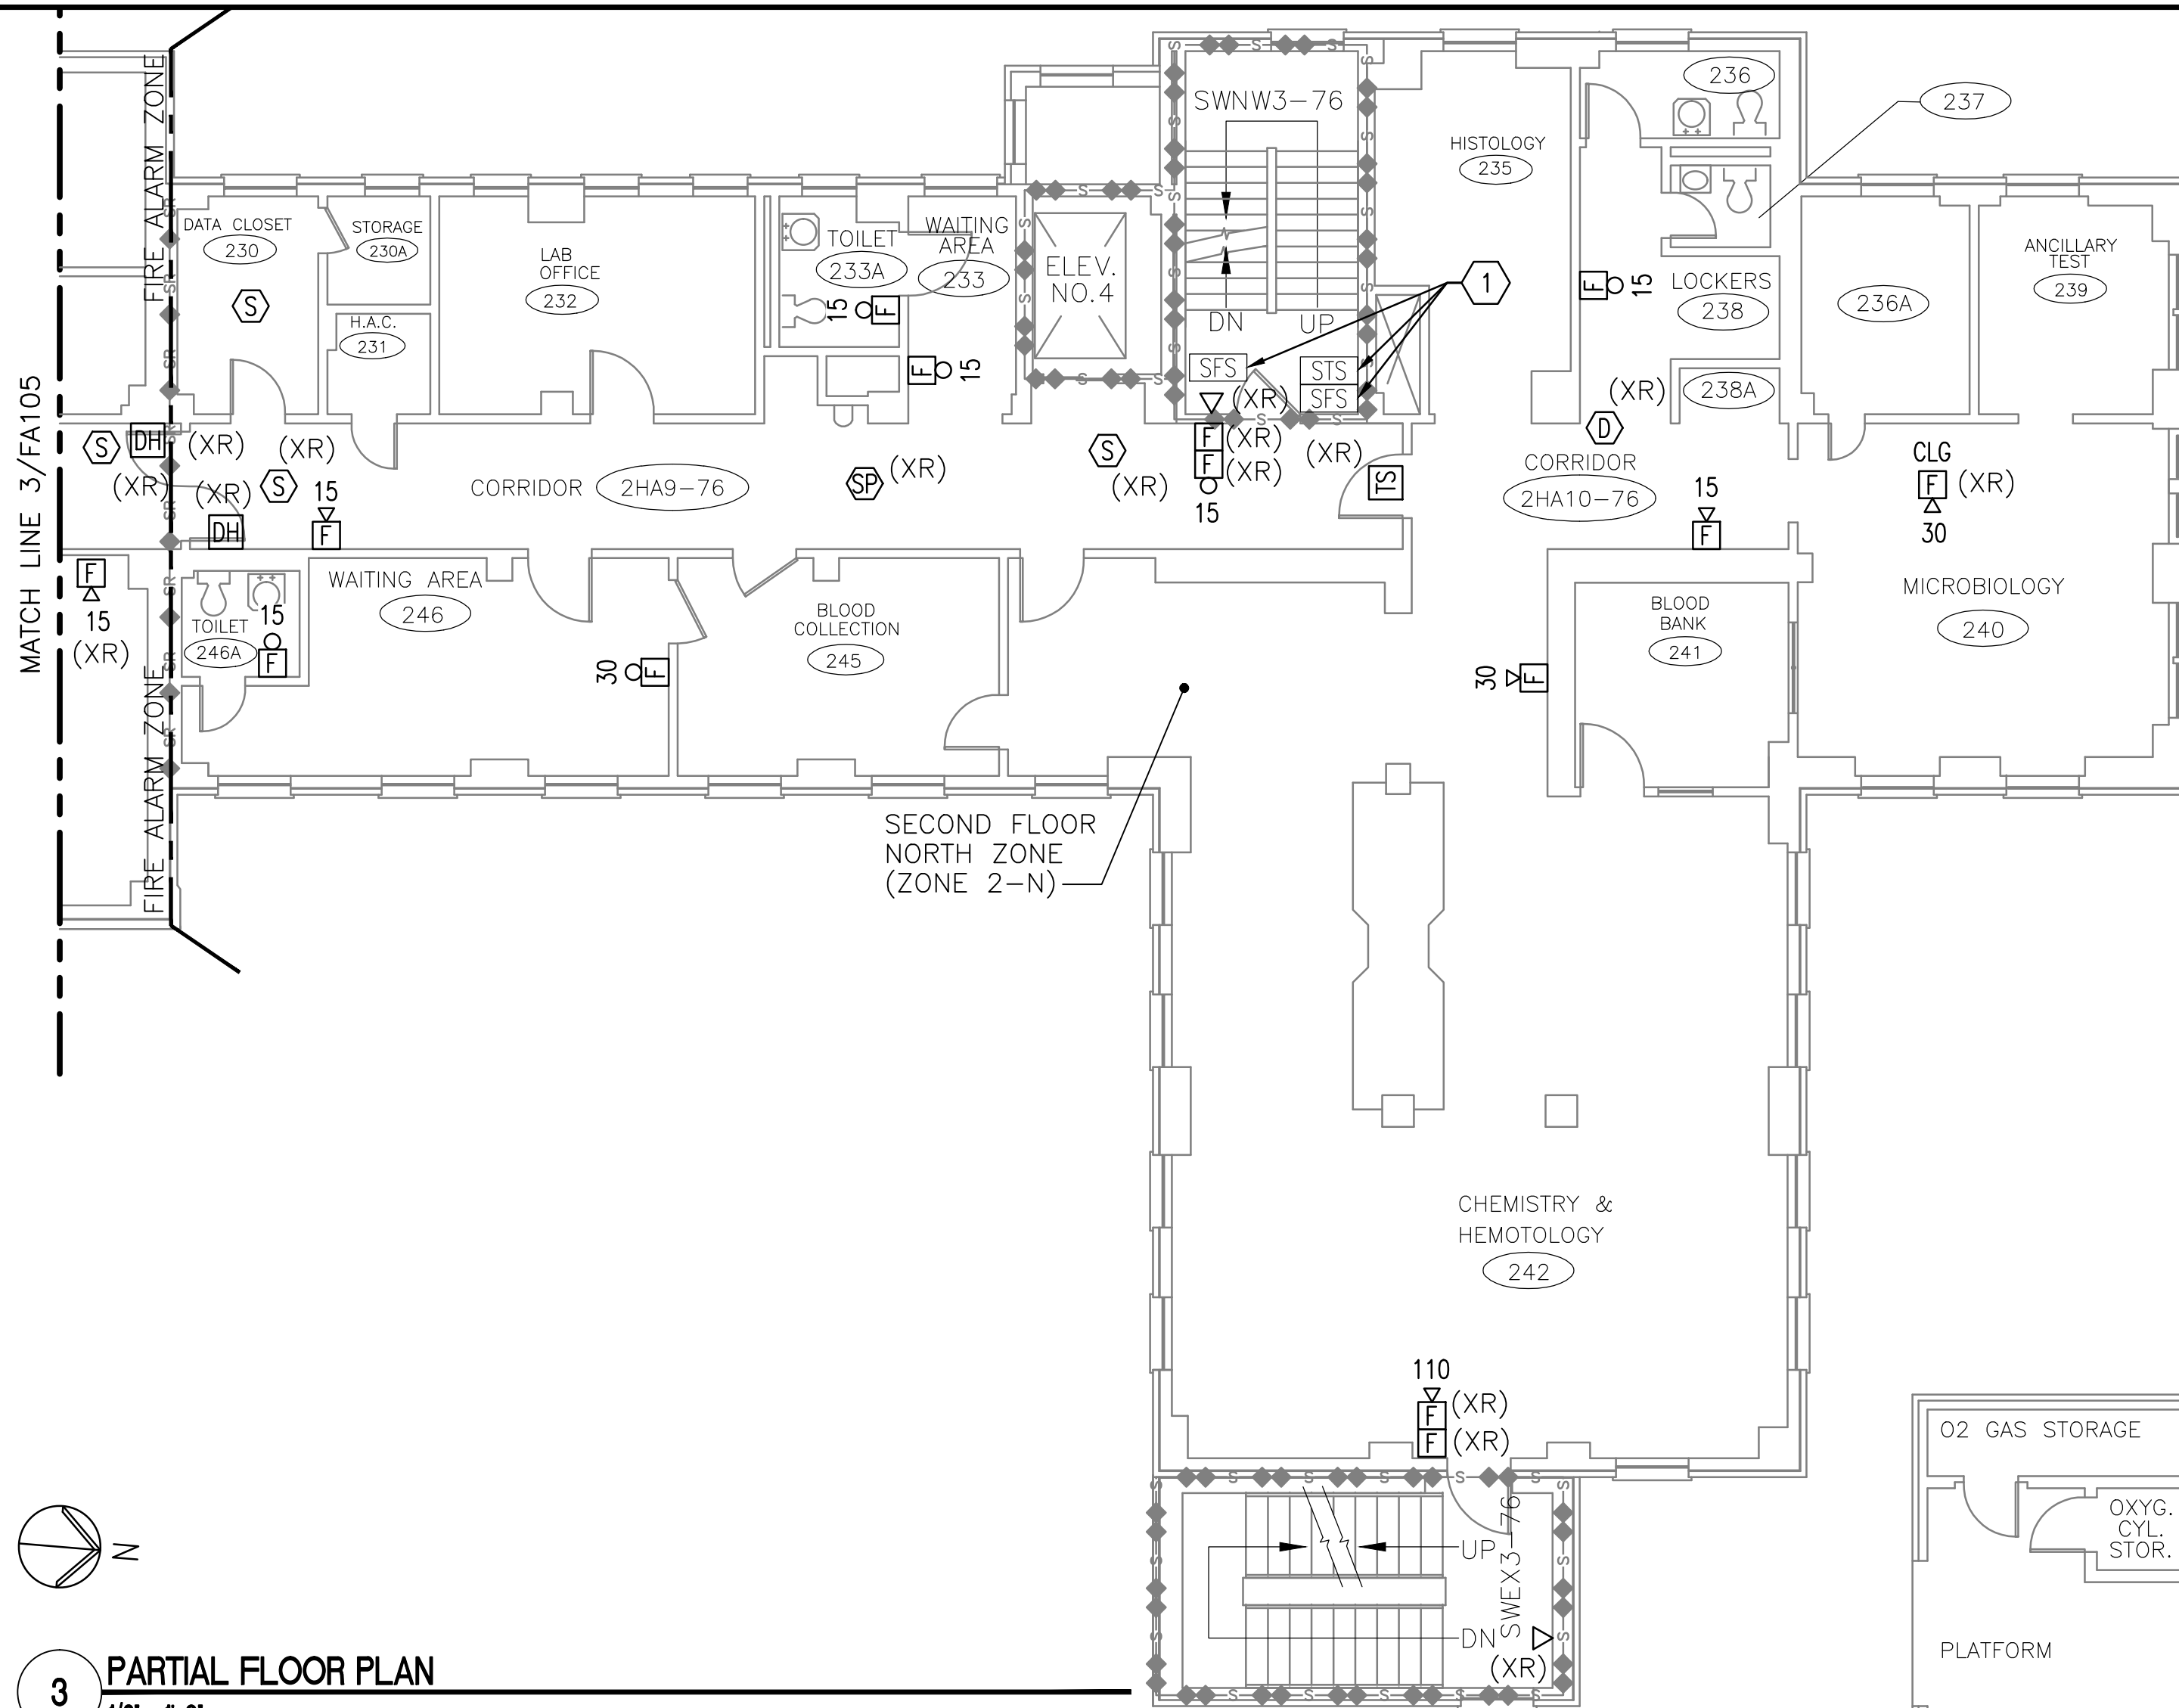 FIRE ALARM ZONE
MATCH LINE 3/FA105
FIRE ALARM ZONE
DATA CLOSET
230
S
STORAGE
230A
H.A.C.
231
LAB
OFFICE
232
TOILET
233A
15
F
WAITING
AREA
233
F
15
ELEV.
NO.4
SWNW3-76
DN
UP
SFS
STS
SFS
1
HISTOLOGY
235
236
237
F
15
LOCKERS
238
238A
236A
ANCILLARY
TEST
239
S
DH
(XR)
(XR)
(XR)
(XR)
S
DH
15
F
CORRIDOR
2HA9-76
SP
(XR)
S
(XR)
(XR)
F
(XR)
F
(XR)
15
(XR)
TS
(XR)
D
CORRIDOR
2HA10-76
15
F
CLG
F
(XR)
30
MICROBIOLOGY
240
F
15
(XR)
TOILET
246A
15
F
WAITING AREA
246
30
F
BLOOD
COLLECTION
245
30
F
BLOOD
BANK
241
SECOND FLOOR
NORTH ZONE
(ZONE 2-N)
CHEMISTRY &
HEMOTOLOGY
242
110
F
(XR)
F
(XR)
SWEX3-76
UP
DN
(XR)
O2 GAS STORAGE
OXYG.
CYL.
STOR.
PLATFORM
N
3
PARTIAL FLOOR PLAN